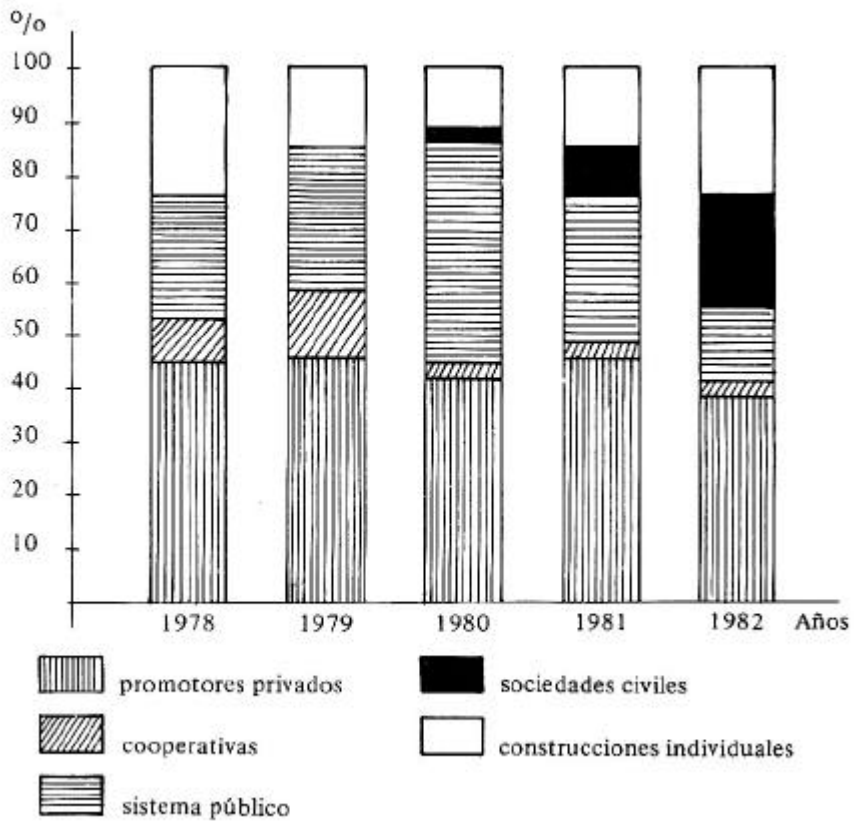 %
100
90
80
70
60
50
40
30
20
10
1978 1979 1980 1981 1982 Años
promotores privados
sociedades civiles
cooperativas
construcciones individuales
sistema público